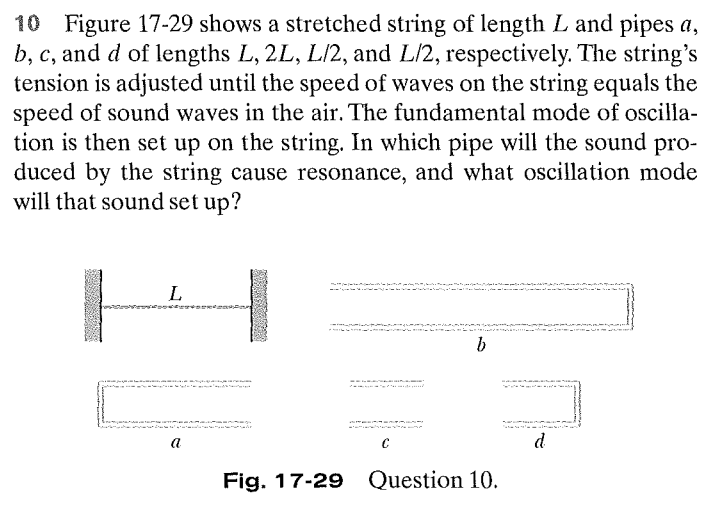 10 Figure 17-29 shows a stretched string of length L and pipes a,
b, c, and d of lengths L, 2L, L/2, and L/2, respectively. The string's
tension is adjusted until the speed of waves on the string equals the
speed of sound waves in the air. The fundamental mode of oscilla-
tion is then set up on the string. In which pipe will the sound pro-
duced by the string cause resonance, and what oscillation mode
will that sound set up?
L
b
a
c
d
Fig. 17-29 Question 10.